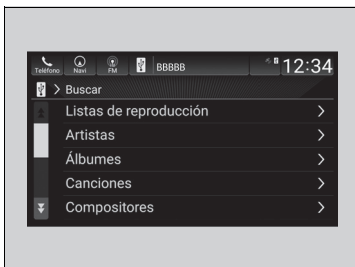 Teléfono Navi FM BBBBB 12:34
Buscar
Listas de reproducción
Artistas
Álbumes
Canciones
Compositores